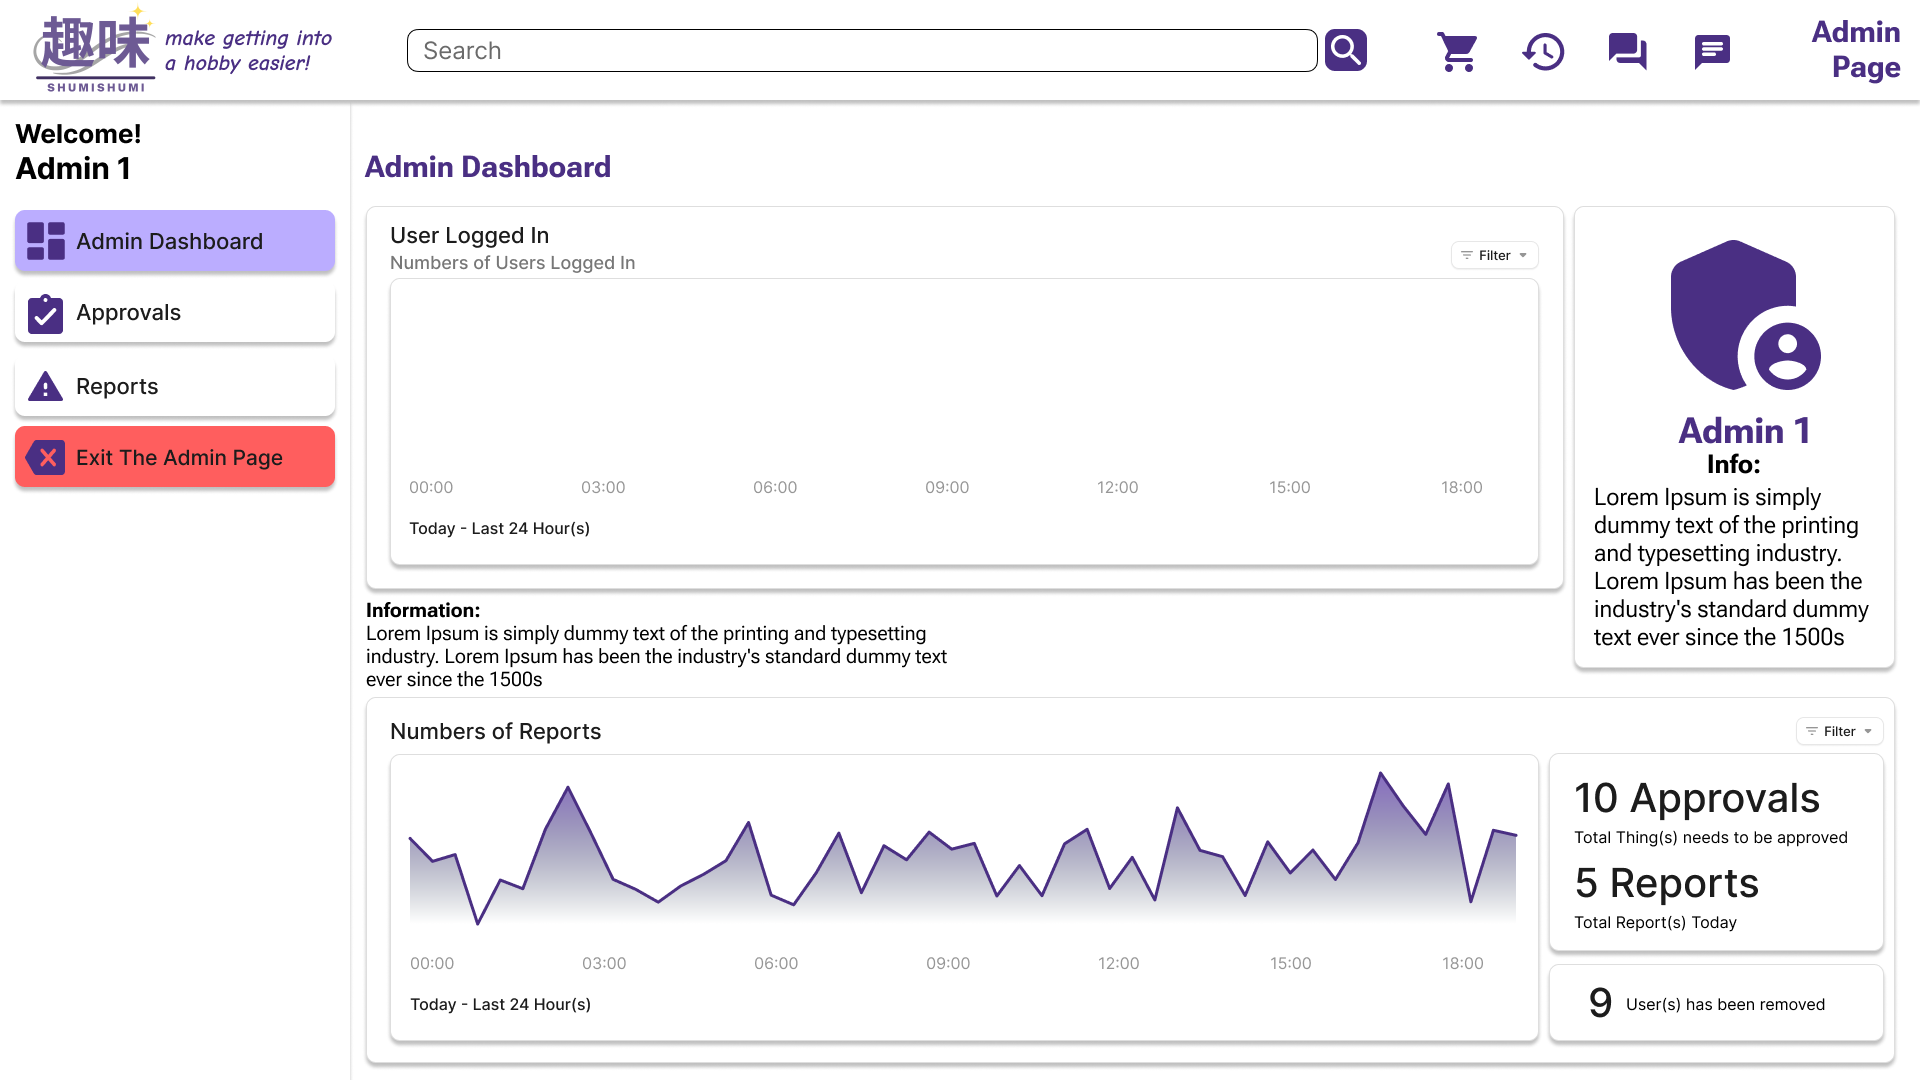 趣味
SHUMISHUMI
make getting into
a hobby easier!
Search
Admin
Page
Welcome!
Admin 1
Admin Dashboard
Approvals
Reports
Exit The Admin Page
Admin Dashboard
User Logged In
Numbers of Users Logged In
Filter
00:00 03:00 06:00 09:00 12:00 15:00 18:00
Today - Last 24 Hour(s)
Admin 1
Info:
Lorem Ipsum is simply
dummy text of the printing
and typesetting industry.
Lorem Ipsum has been the
industry's standard dummy
text ever since the 1500s
Information:
Lorem Ipsum is simply dummy text of the printing and typesetting
industry. Lorem Ipsum has been the industry's standard dummy text
ever since the 1500s
Numbers of Reports
Filter
00:00 03:00 06:00 09:00 12:00 15:00 18:00
Today - Last 24 Hour(s)
10 Approvals
Total Thing(s) needs to be approved
5 Reports
Total Report(s) Today
9 User(s) has been removed